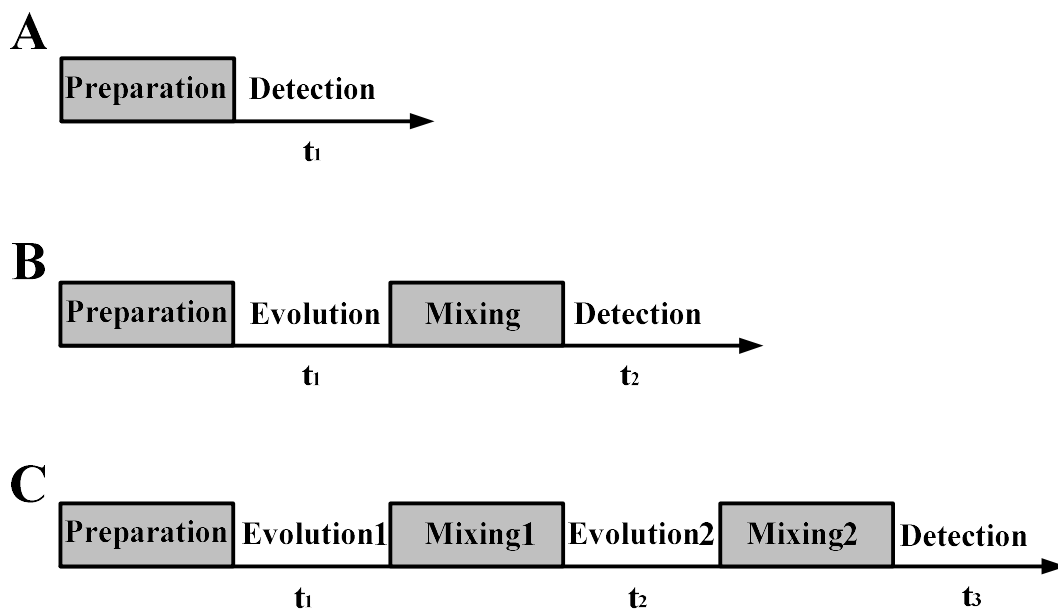 A
Preparation Detection
t₁
B
Preparation Evolution Mixing Detection
t₁ t₂
C
Preparation Evolution1 Mixing1 Evolution2 Mixing2 Detection
t₁ t₂ t₃